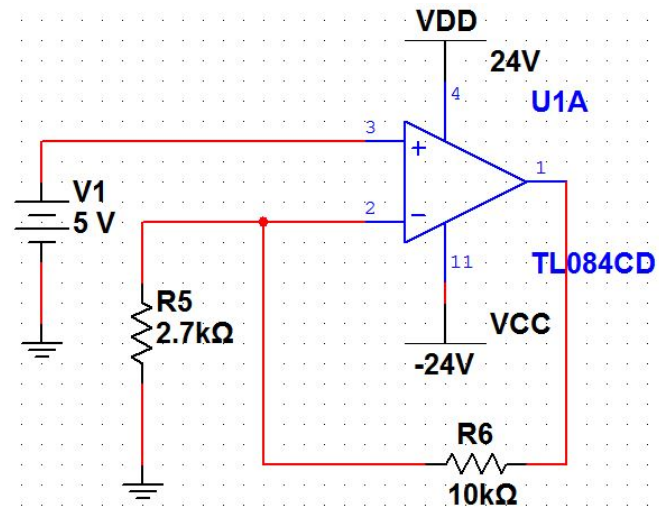 VDD
24V
4
U1A
3
1
V1
5 V
2
11
TL084CD
R5
2.7kΩ
VCC
-24V
R6
10kΩ